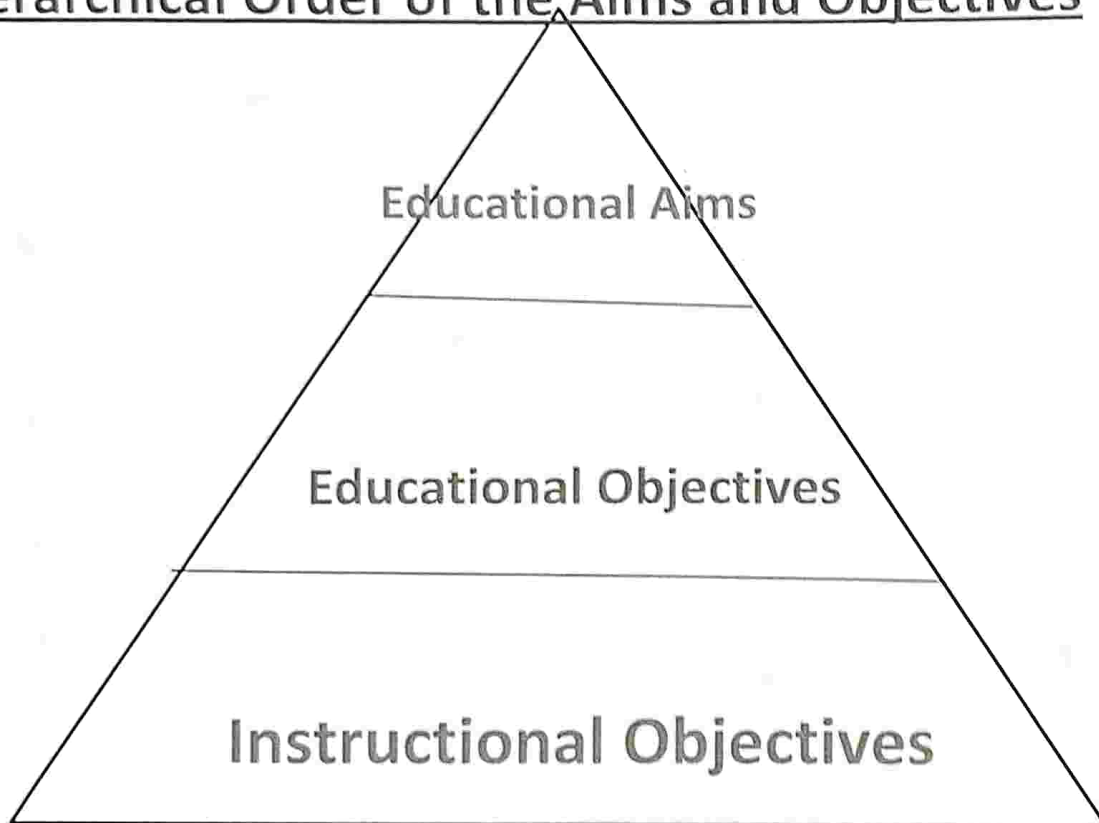 erarchical Order of the Aims and Objectives
Educational Aims
Educational Objectives
Instructional Objectives